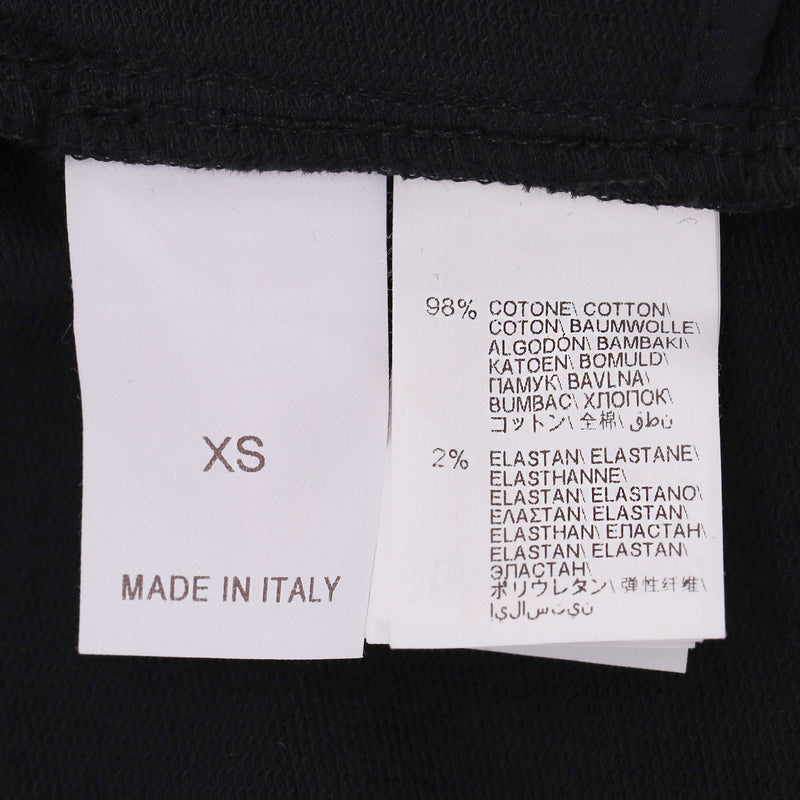 XS
MADE IN ITALY
98% COTONE\ COTTON\
COTON\ BAUMWOLLE\
ALGODÓN\ BAMBAKI\
KATOEN\ BOMULD\
ПАМУК\ BAVLNA\
BUMBAC\ ХЛОПОК\
コットン\ 全棉\ قطن
2% ELASTAN\ ELASTANE\
ELASTHANNE\
ELASTAN\ ELASTANO\
ΕΛΑΣΤΑΝ\ ELASTAN\
ELASTHAN\ ЕЛАСТАН\
ELASTAN\ ELASTAN\
ЭЛАСТАН\
ポリウレタン\ 弹性纤维\
إيلاستين\